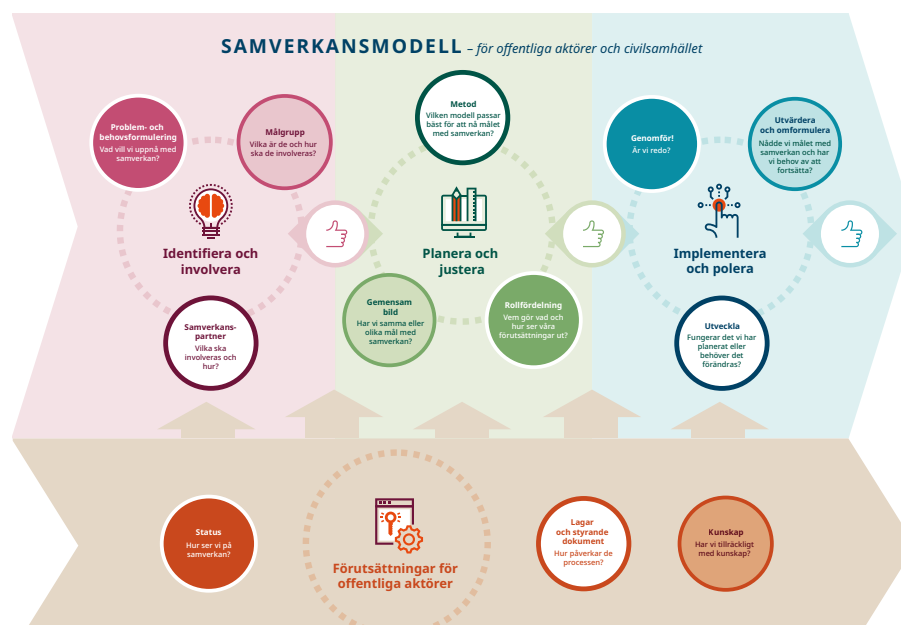 SAMVERKANSMODELL – för offentliga aktörer och civilsamhället
Problem- och
behovsformulering
Vad vill vi uppnå med
samverkan?
Målgrupp
Vilka är de och hur
ska de involveras?
Identifiera och
involvera
Samverkans-
partner
Vilka ska
involveras och
hur?
Metod
Vilken modell passar
bäst för att nå målet
med samverkan?
Planera och
justera
Gemensam
bild
Har vi samma eller
olika mål med
samverkan?
Rollfördelning
Vem gör vad och
hur ser våra
förutsättningar ut?
Genomför!
Är vi redo?
Utvärdera
och omformulera
Nådde vi målet med
samverkan och har
vi behov av att
fortsätta?
Implementera
och polera
Utveckla
Fungerar det vi har
planerat eller
behöver det
förändras?
Status
Hur ser vi på
samverkan?
Förutsättningar för
offentliga aktörer
Lagar
och styrande
dokument
Hur påverkar de
processen?
Kunskap
Har vi tillräckligt
med kunskap?